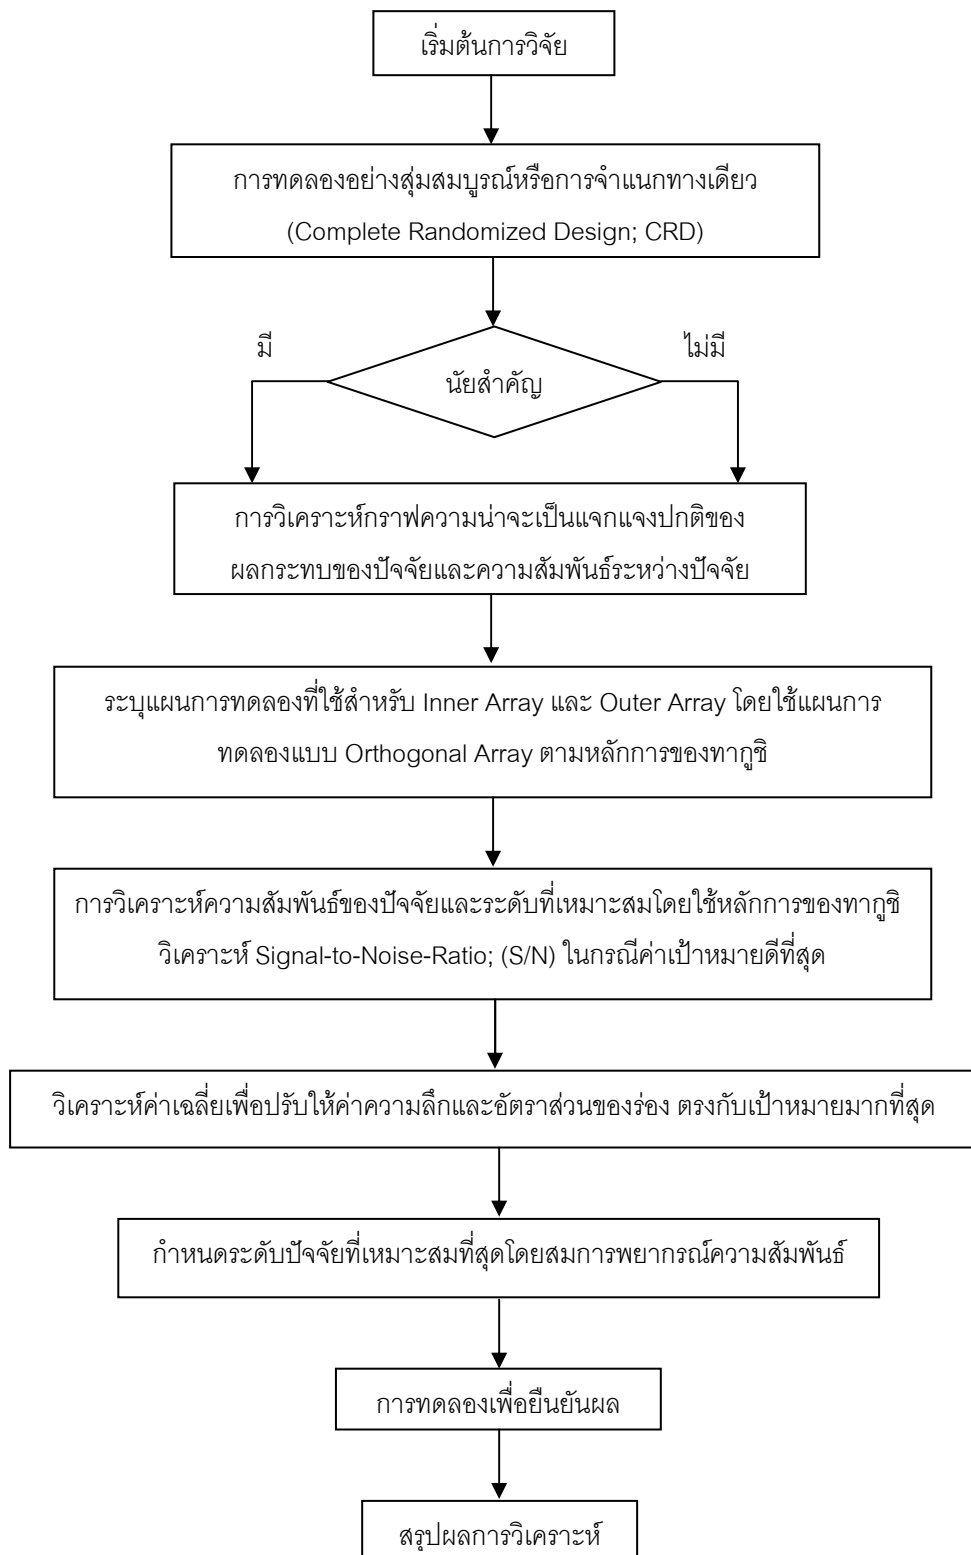 เริ่มต้นการวิจัย
การทดลองอย่างสุ่มสมบูรณ์หรือการจำแนกทางเดียว
(Complete Randomized Design; CRD)
มี
ไม่มี
นัยสำคัญ
การวิเคราะห์กราฟความน่าจะเป็นแจกแจงปกติของ
ผลกระทบของปัจจัยและความสัมพันธ์ระหว่างปัจจัย
ระบุแผนการทดลองที่ใช้สำหรับ Inner Array และ Outer Array โดยใช้แผนการ
ทดลองแบบ Orthogonal Array ตามหลักการของทากูชิ
การวิเคราะห์ความสัมพันธ์ของปัจจัยและระดับที่เหมาะสมโดยใช้หลักการของทากูชิ
วิเคราะห์ Signal-to-Noise-Ratio; (S/N) ในกรณีค่าเป้าหมายดีที่สุด
วิเคราะห์ค่าเฉลี่ยเพื่อปรับให้ค่าความลึกและอัตราส่วนของร่อง ตรงกับเป้าหมายมากที่สุด
กำหนดระดับปัจจัยที่เหมาะสมที่สุดโดยสมการพยากรณ์ความสัมพันธ์
การทดลองเพื่อยืนยันผล
สรุปผลการวิเคราะห์